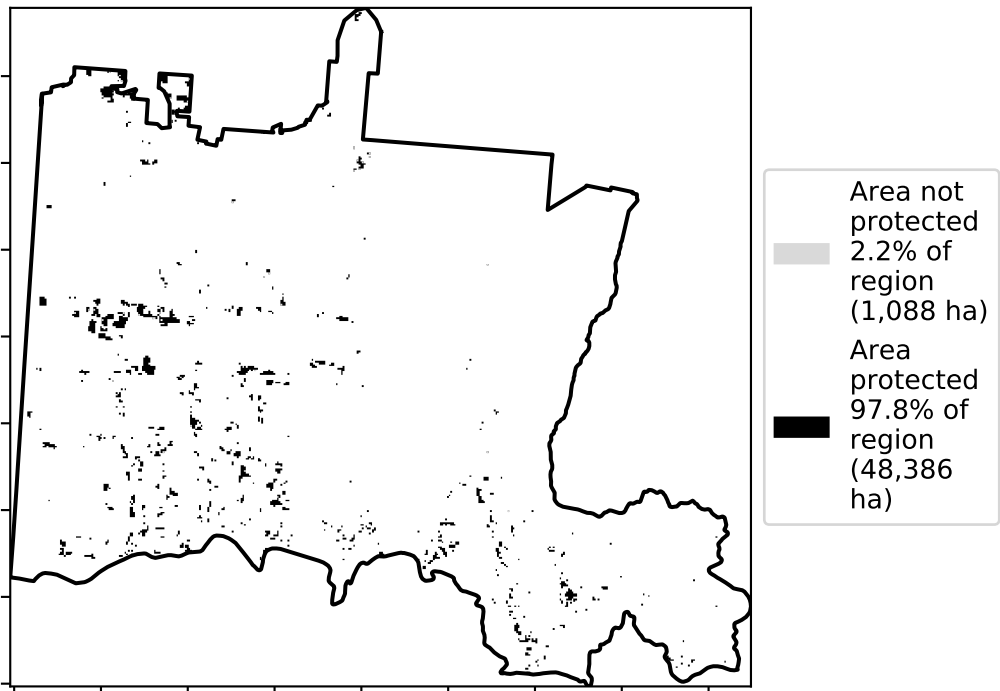 Area not
protected
2.2% of
region
(1,088 ha)
Area
protected
97.8% of
region
(48,386
ha)